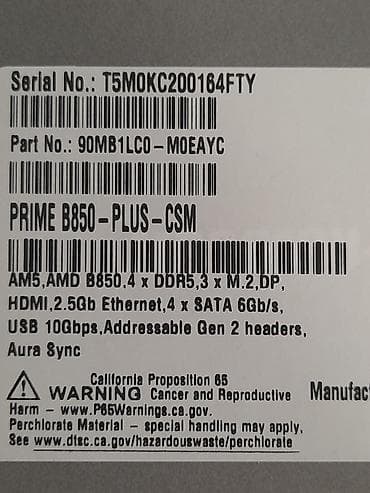 Serial No.: T5M0KC200164FTY
Part No.: 90MB1LC0-M0EAYC
PRIME B850-PLUS-CSM
AM5,AMD B850,4 x DDR5,3 x M.2,DP,
HDMI,2.5Gb Ethernet,4 x SATA 6Gb/s,
USB 10Gbps,Addressable Gen 2 headers,
Aura Sync
California Proposition 65
WARNING Cancer and Reproductive
Harm - www.P65Warnings.ca.gov.
Perchlorate Material - special handling may apply.
See www.dtsc.ca.gov/hazardouswaste/perchlorate
Manufac